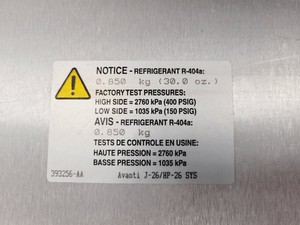 NOTICE - REFRIGERANT R-404a:
0.850 kg (30.0 oz.)
FACTORY TEST PRESSURES:
HIGH SIDE = 2760 kPa (400 PSIG)
LOW SIDE = 1035 kPa (150 PSIG)
AVIS - REFRIGERANT R-404a:
0.850 kg
TESTS DE CONTROLE EN USINE:
HAUTE PRESSION = 2760 kPa
BASSE PRESSION = 1035 kPa
393256-AA Avanti J-26/HP-26 SYS